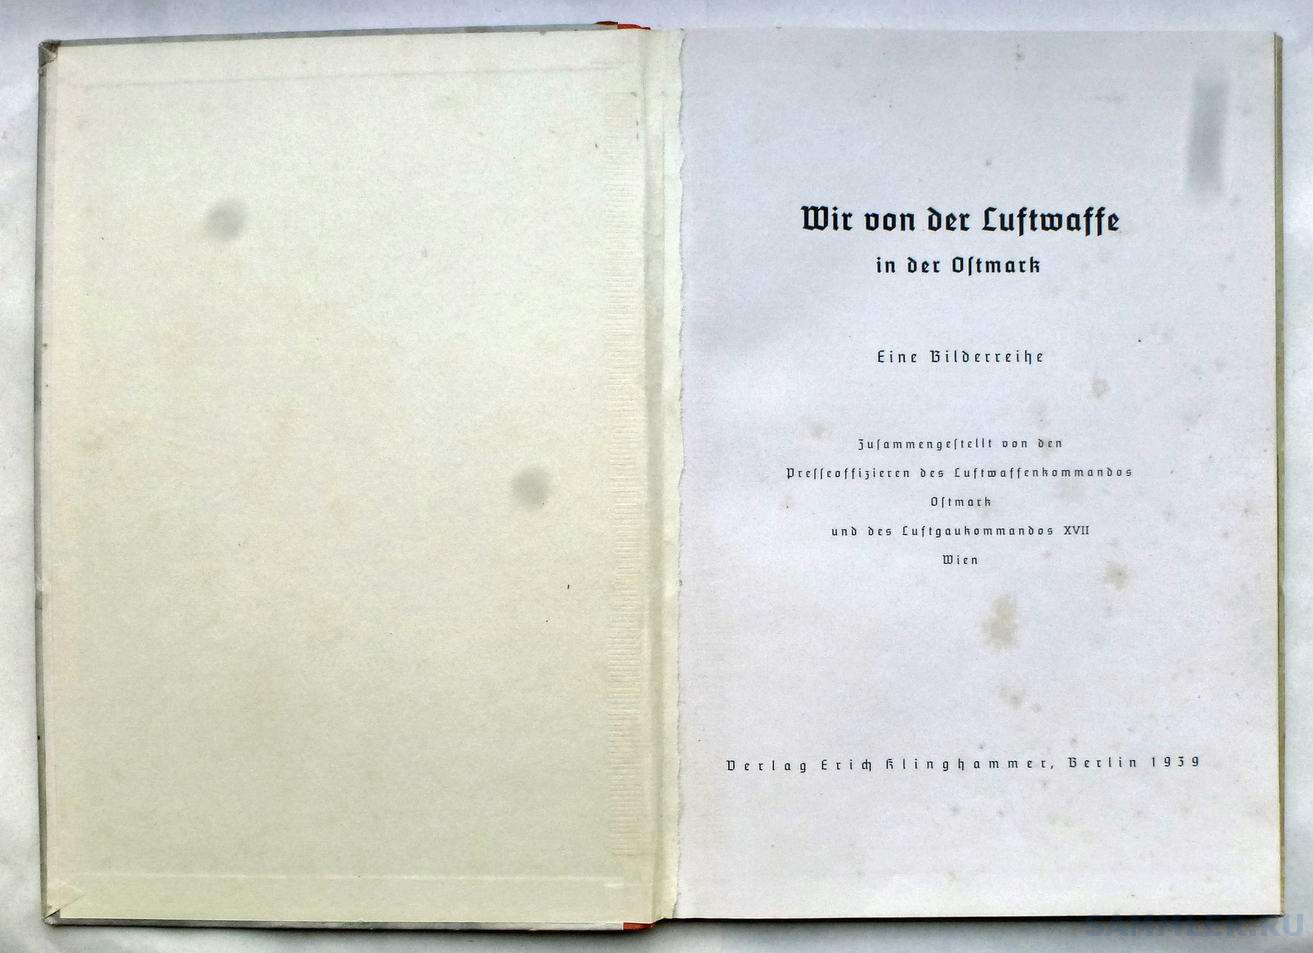 Wir von der Luftwaffe
in der Oſtmark
Eine Bilderreihe
Zuſammengeſtellt von den
Preſſeoffizieren des Luftwaffenkommandos
Oſtmark
und des Luftgaukommandos XVII
Wien
Verlag Erich Klinghammer, Berlin 1939
SAMMLER.RU